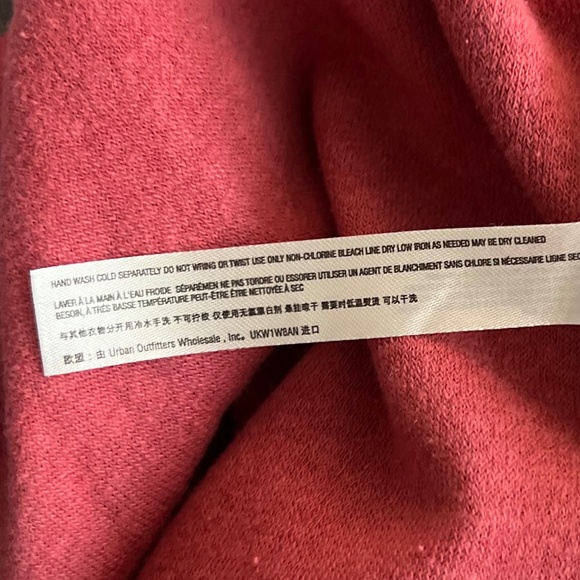 HAND WASH COLD SEPARATELY DO NOT WRING OR TWIST USE ONLY NON-CHLORINE BLEACH LINE DRY LOW IRON AS NEEDED MAY BE DRY CLEANED
LAVER À LA MAIN À L'EAU FROIDE SÉPARÉMEN NE PAS TORDRE OU ESSORER UTILISER UN AGENT DE BLANCHIMENT SANS CHLORE SI NÉCESSAIRE LIGNE SEC
BESOIN, À TRÈS BASSE TEMPÉRATURE PEUT-ÊTRE ÊTRE NETTOYÉE À SEC
与其他衣物分开用冷水手洗 不可拧散 仅使用无氯漂白剂 悬挂晾干 需要时低温熨烫 可以干洗
欧盟：由 Urban Outfitters Wholesale , Inc。 UKW1W8AN 进口